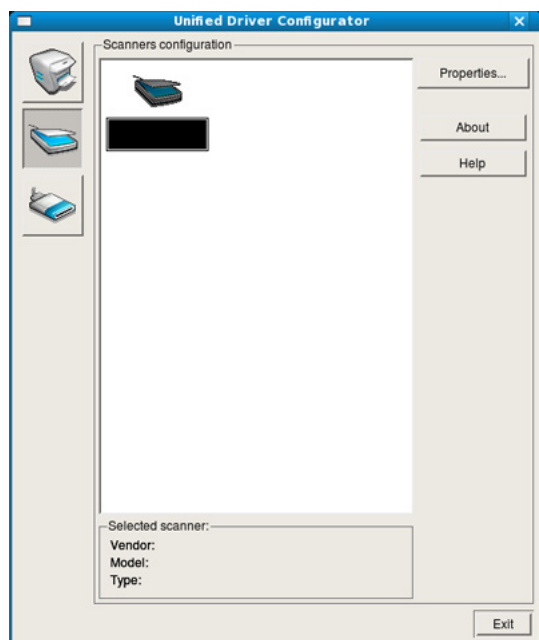 Unified Driver Configurator
Scanners configuration
Properties...
About
Help
Selected scanner:
Vendor:
Model:
Type:
Exit